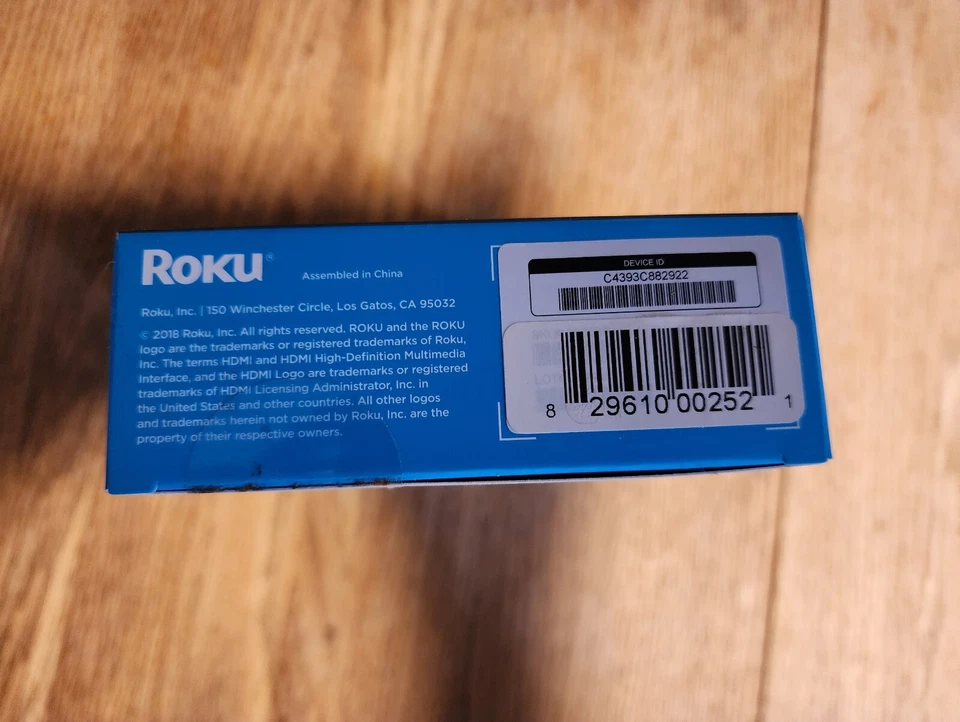 ROKU®
Assembled in China
Roku, Inc. | 150 Winchester Circle, Los Gatos, CA 95032
© 2018 Roku, Inc. All rights reserved. ROKU and the ROKU
logo are the trademarks or registered trademarks of Roku,
Inc. The terms HDMI and HDMI High-Definition Multimedia
Interface, and the HDMI Logo are trademarks or registered
trademarks of HDMI Licensing Administrator, Inc. in
the United States and other countries. All other logos
and trademarks herein not owned by Roku, Inc. are the
property of their respective owners.
DEVICE ID
C4393C882922
8 29610 00252 1